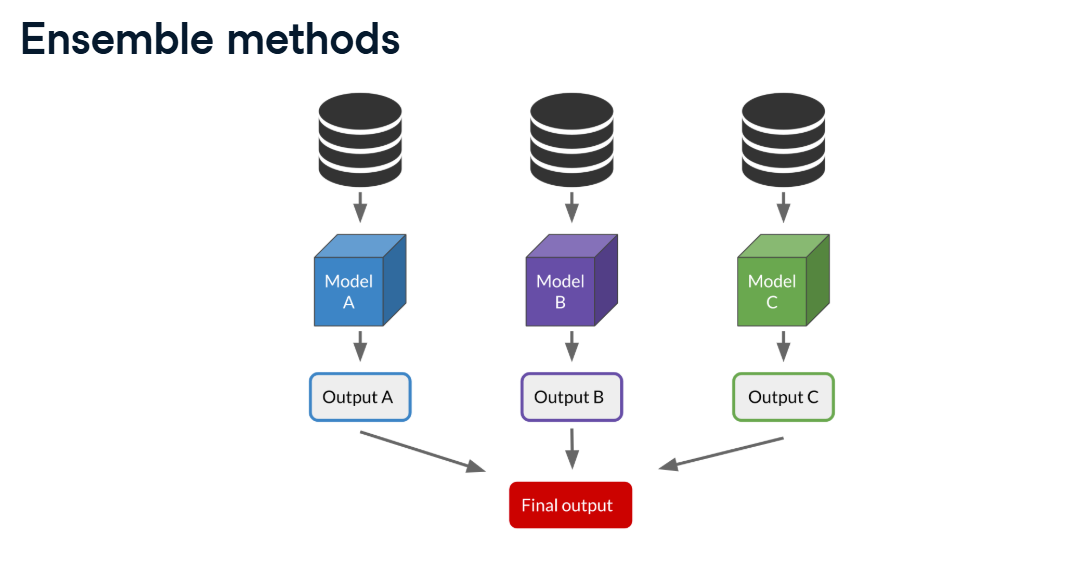 Ensemble methods
Model
A
Model
B
Model
C
Output A
Output B
Output C
Final output